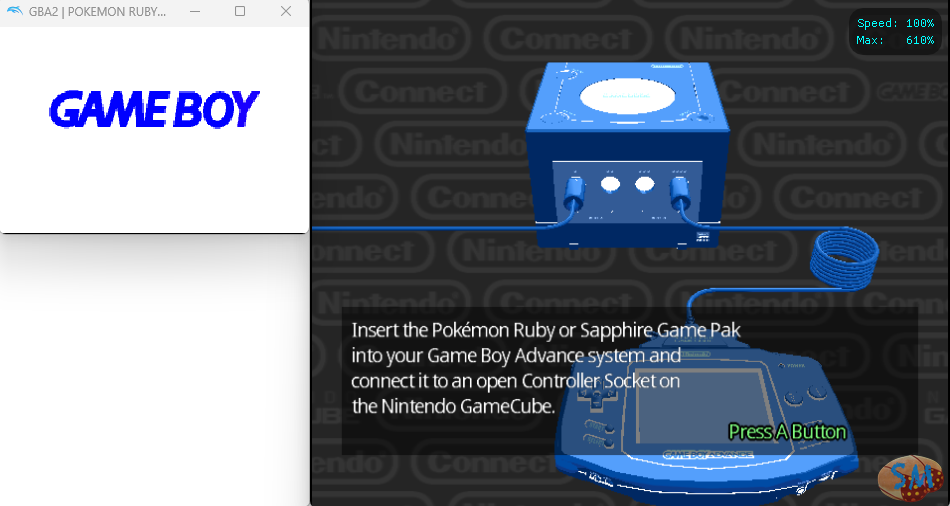 GBA2 | POKEMON RUBY...
GAME BOY
Speed: 100%
Max: 610%
Nintendo
Connect
Insert the Pokémon Ruby or Sapphire Game Pak
into your Game Boy Advance system and
connect it to an open Controller Socket on
the Nintendo GameCube.
Press A Button
GAME BOY ADVANCE
SM